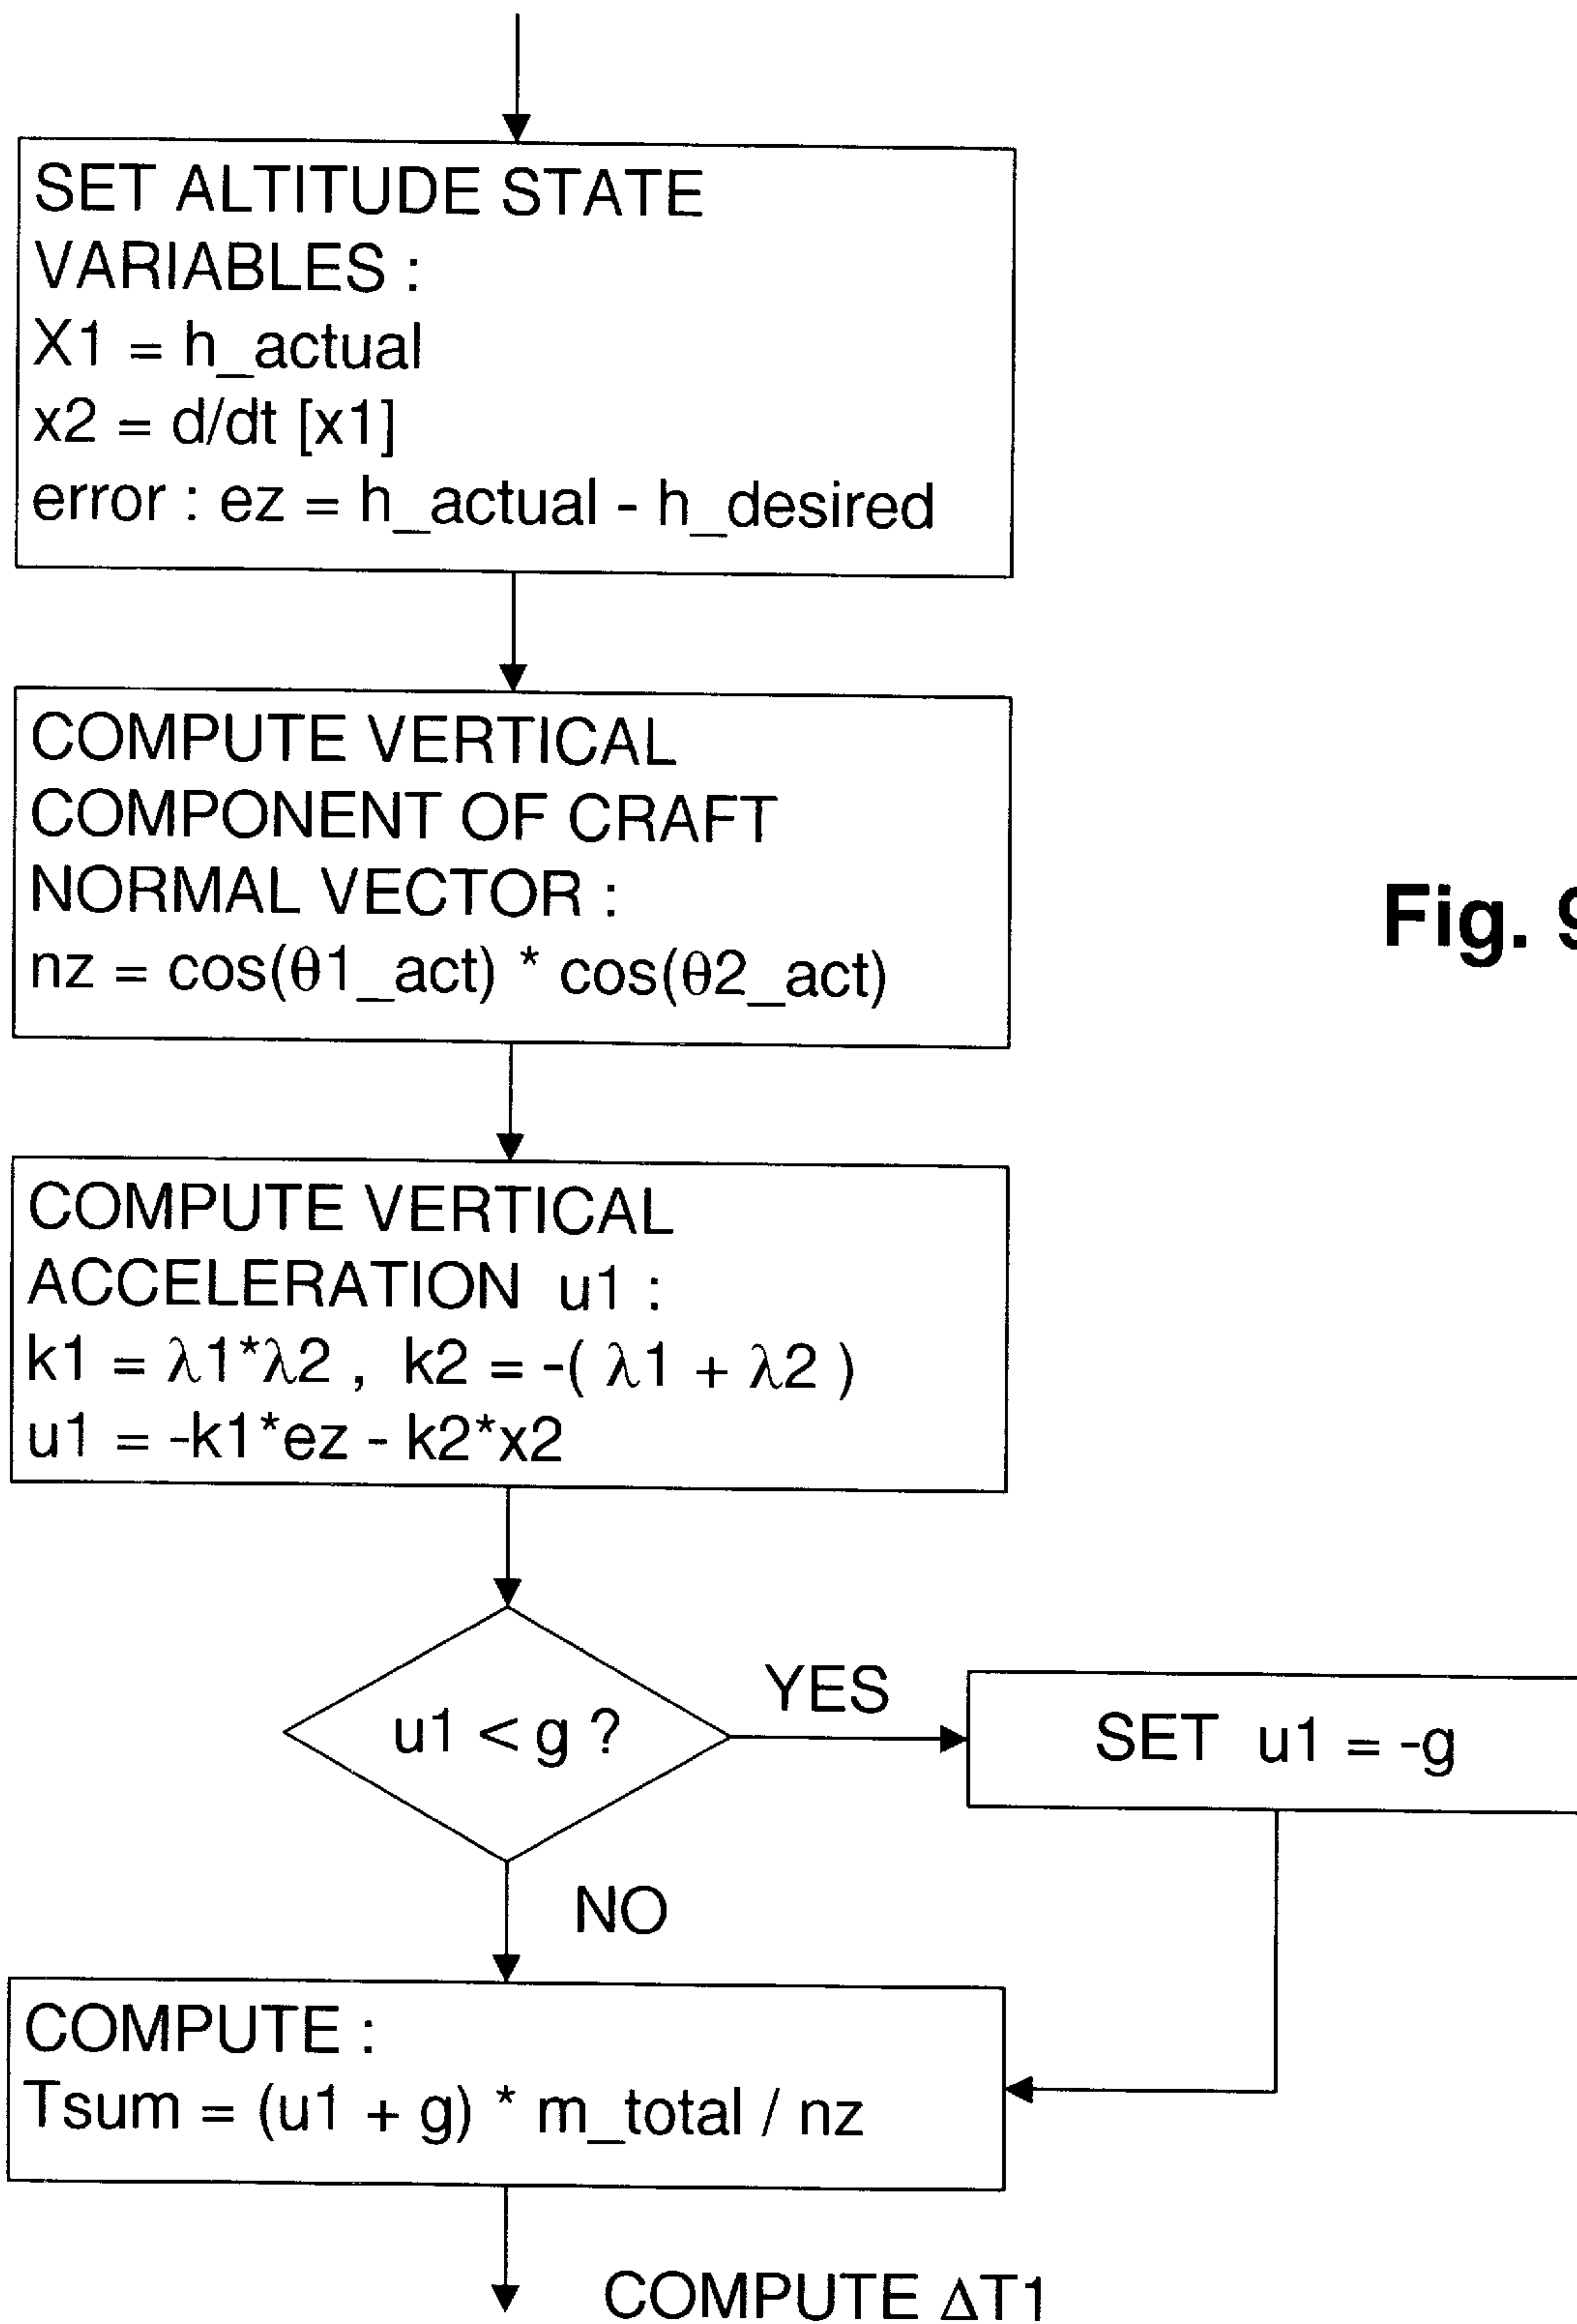 SET ALTITUDE STATE
VARIABLES :
X1 = h_actual
x2 = d/dt [x1]
error : ez = h_actual - h_desired
COMPUTE VERTICAL
COMPONENT OF CRAFT
NORMAL VECTOR :
nz = cos(θ1_act) * cos(θ2_act)
Fig. 9
COMPUTE VERTICAL
ACCELERATION u1 :
k1 = λ1*λ2 , k2 = -( λ1 + λ2 )
u1 = -k1*ez - k2*x2
u1 < g ?
YES
SET u1 = -g
NO
COMPUTE :
Tsum = (u1 + g) * m_total / nz
COMPUTE ΔT1